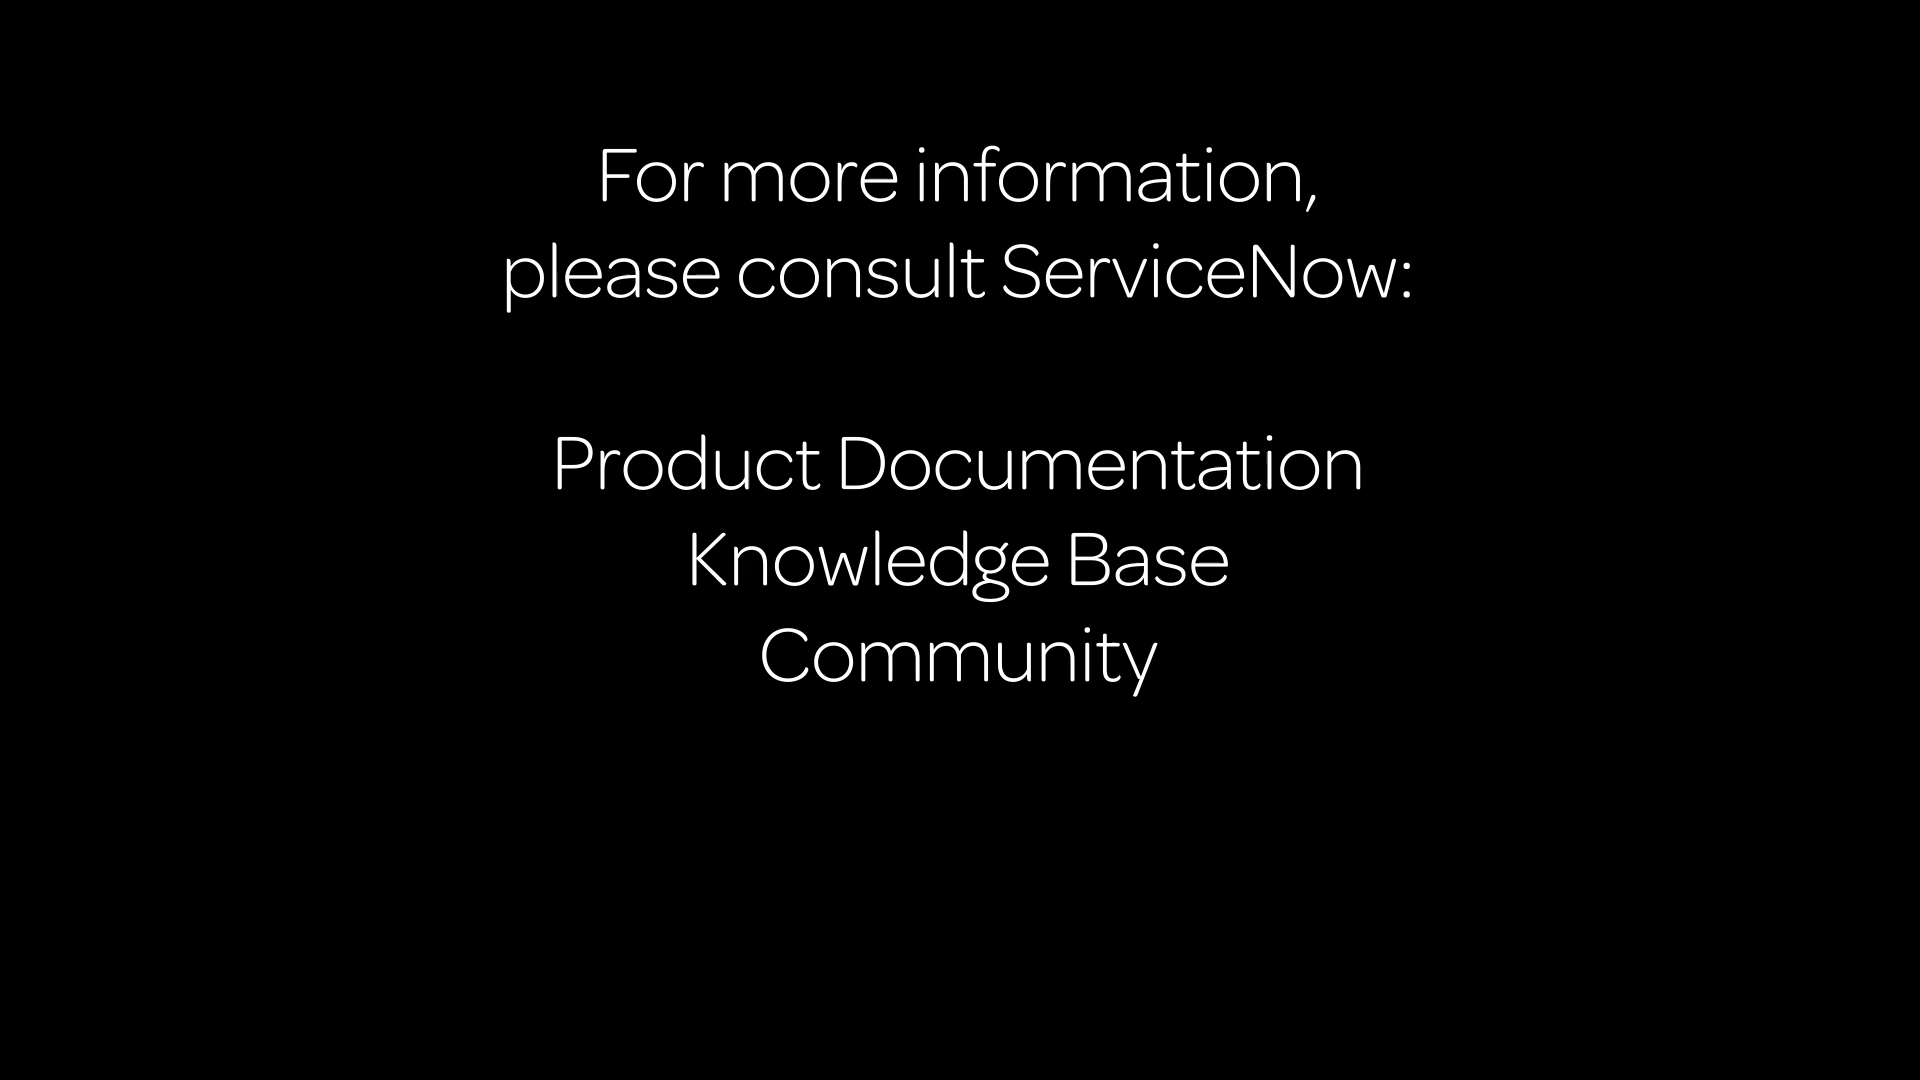 For more information,
please consult ServiceNow:
Product Documentation
Knowledge Base
Community